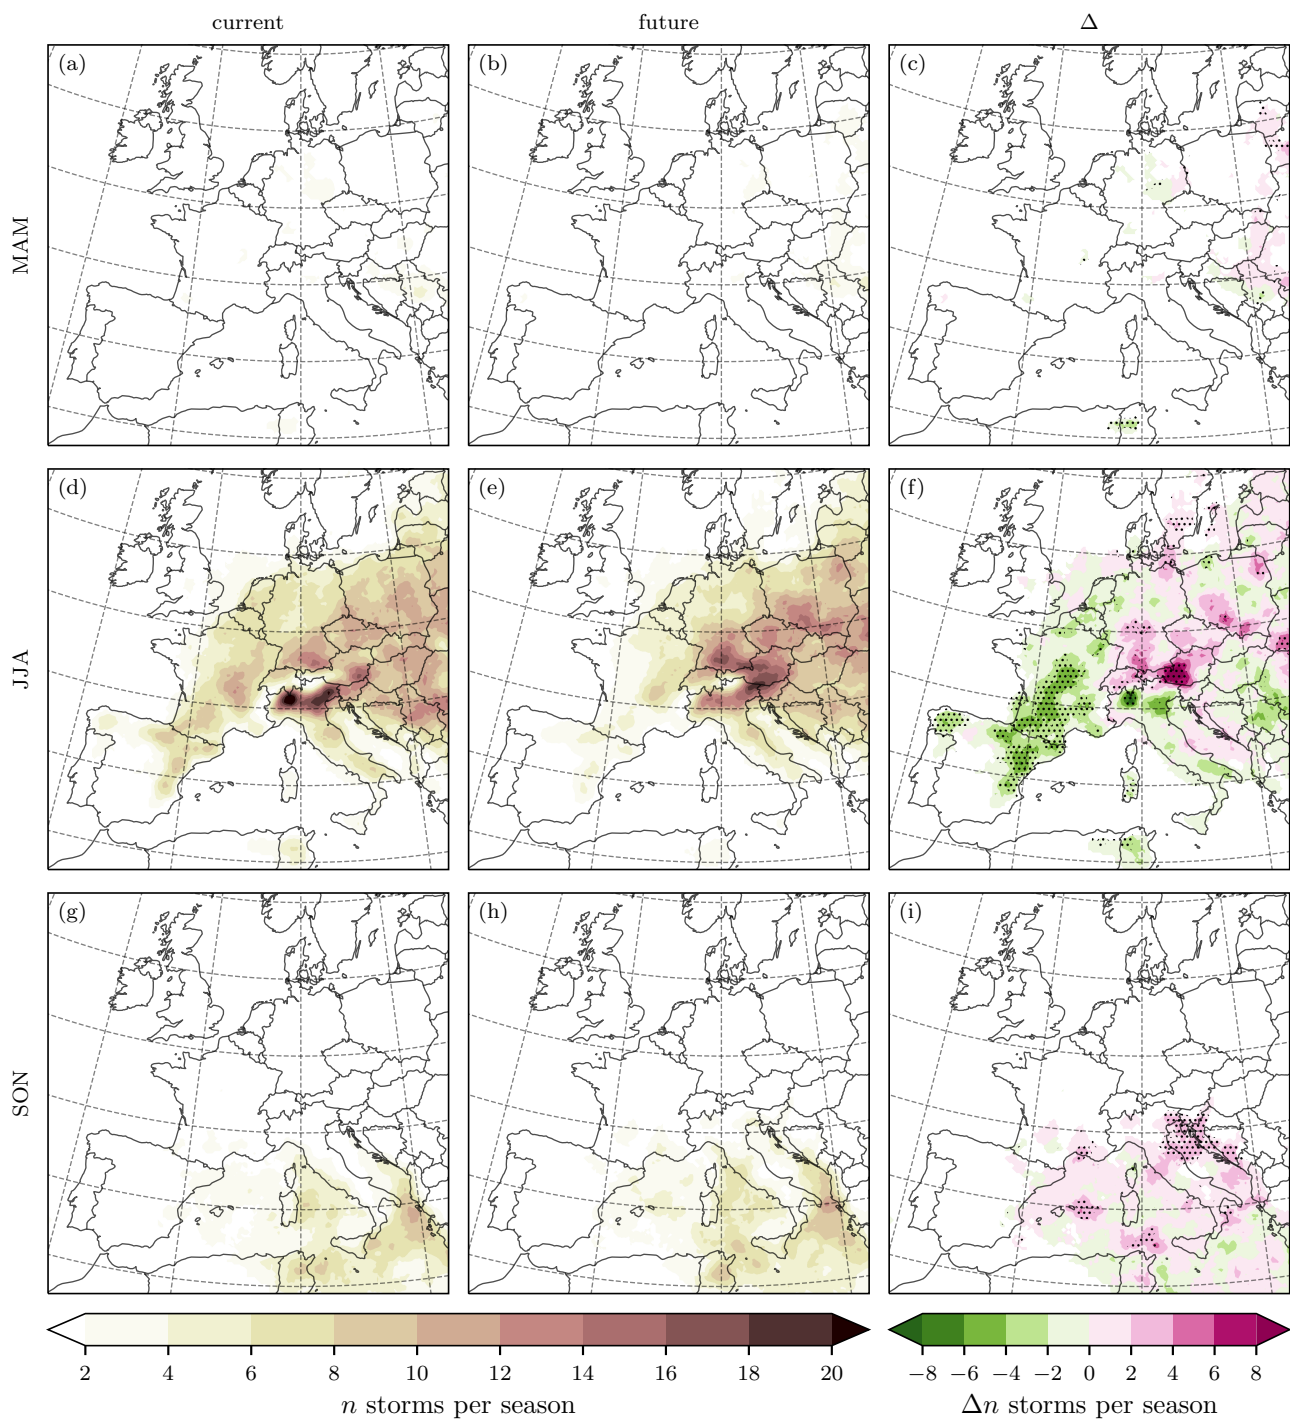 current future Δ
(a) (b) (c)
MAM
(d) (e) (f)
JJA
(g) (h) (i)
SON
2 4 6 8 10 12 14 16 18 20
n storms per season
−8 −6 −4 −2 0 2 4 6 8
Δn storms per season